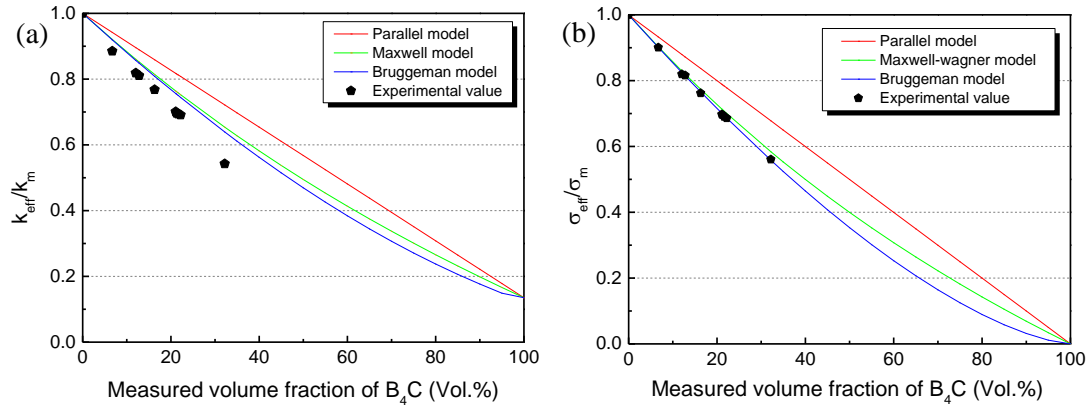 (a)
Parallel model
Maxwell model
Bruggeman model
Experimental value
k_eff/k_m
1.0
0.8
0.6
0.4
0.2
0.0
0 20 40 60 80 100
Measured volume fraction of B₄C (Vol.%)
(b)
Parallel model
Maxwell-wagner model
Bruggeman model
Experimental value
σ_eff/σ_m
1.0
0.8
0.6
0.4
0.2
0.0
0 20 40 60 80 100
Measured volume fraction of B₄C (Vol.%)